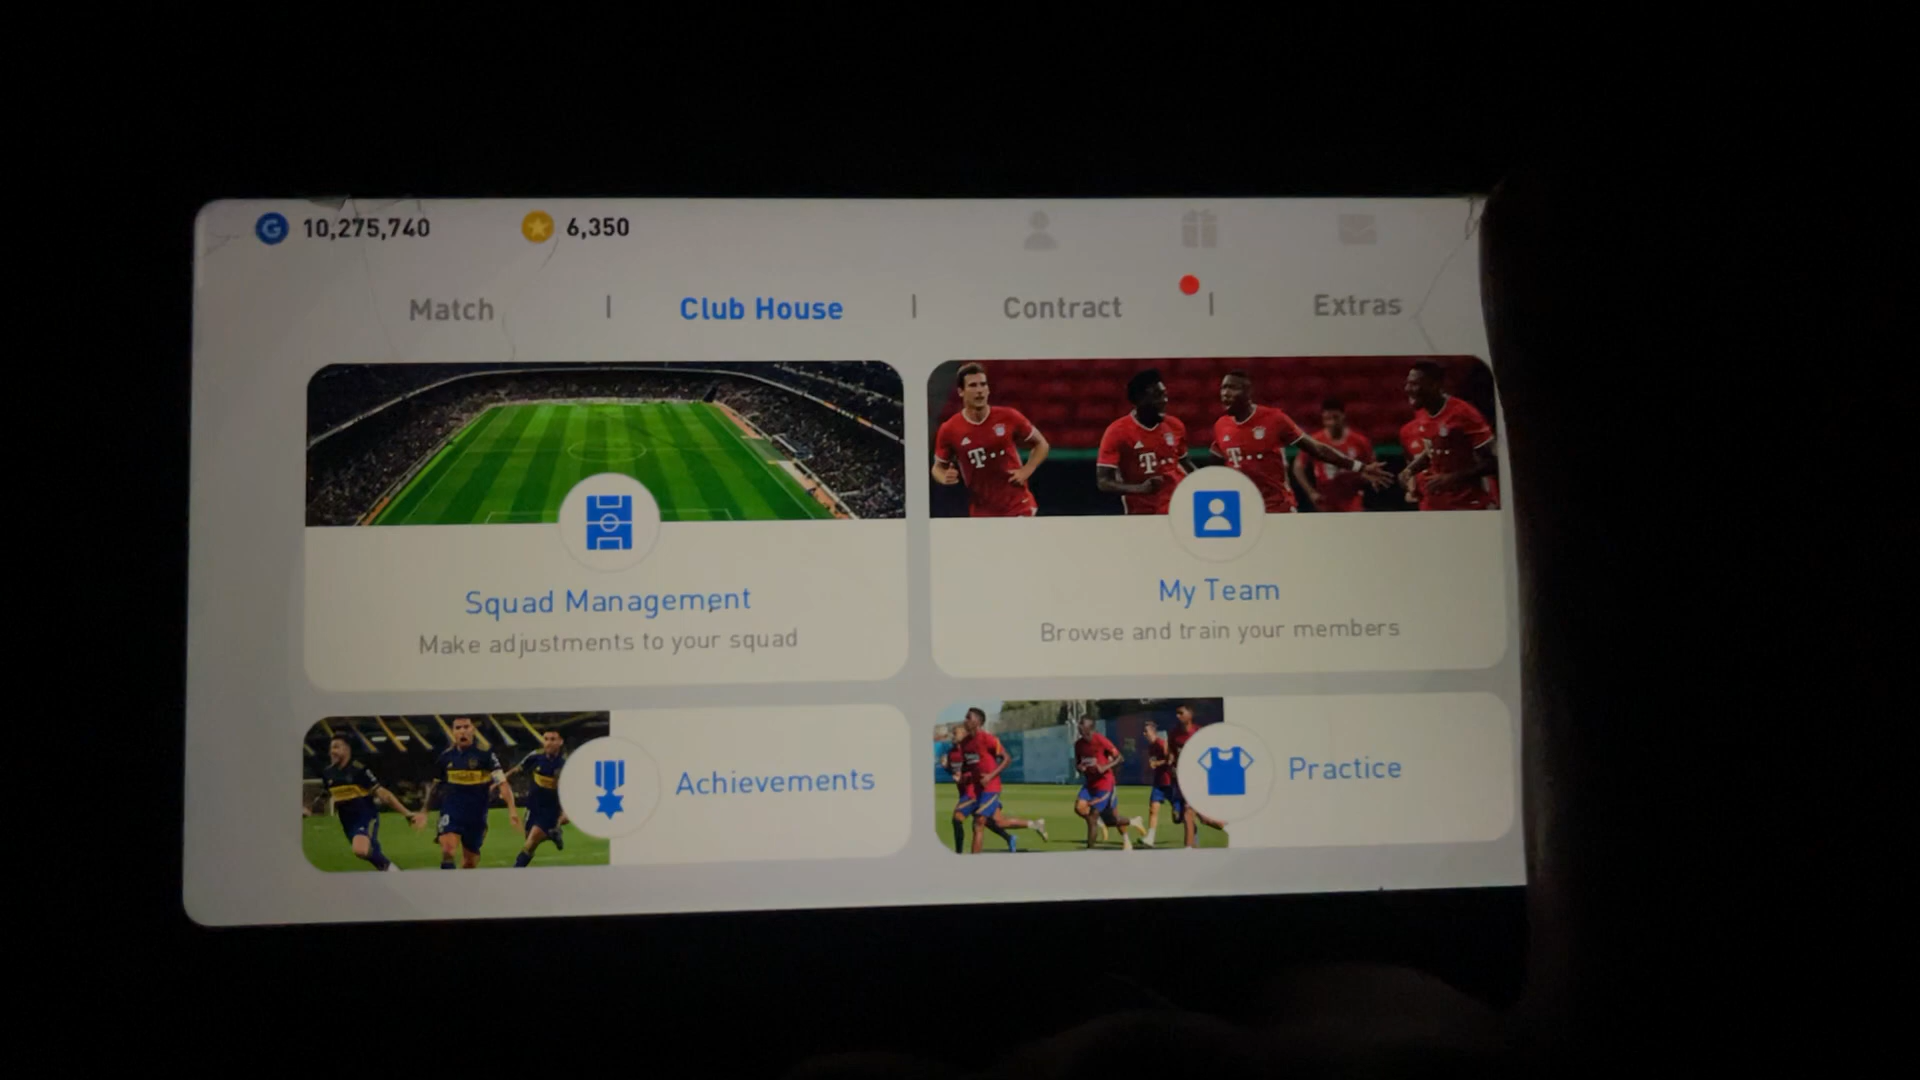 10,275,740 6,350
Match | Club House | Contract | Extras
Squad Management
Make adjustments to your squad
My Team
Browse and train your members
Achievements
Practice